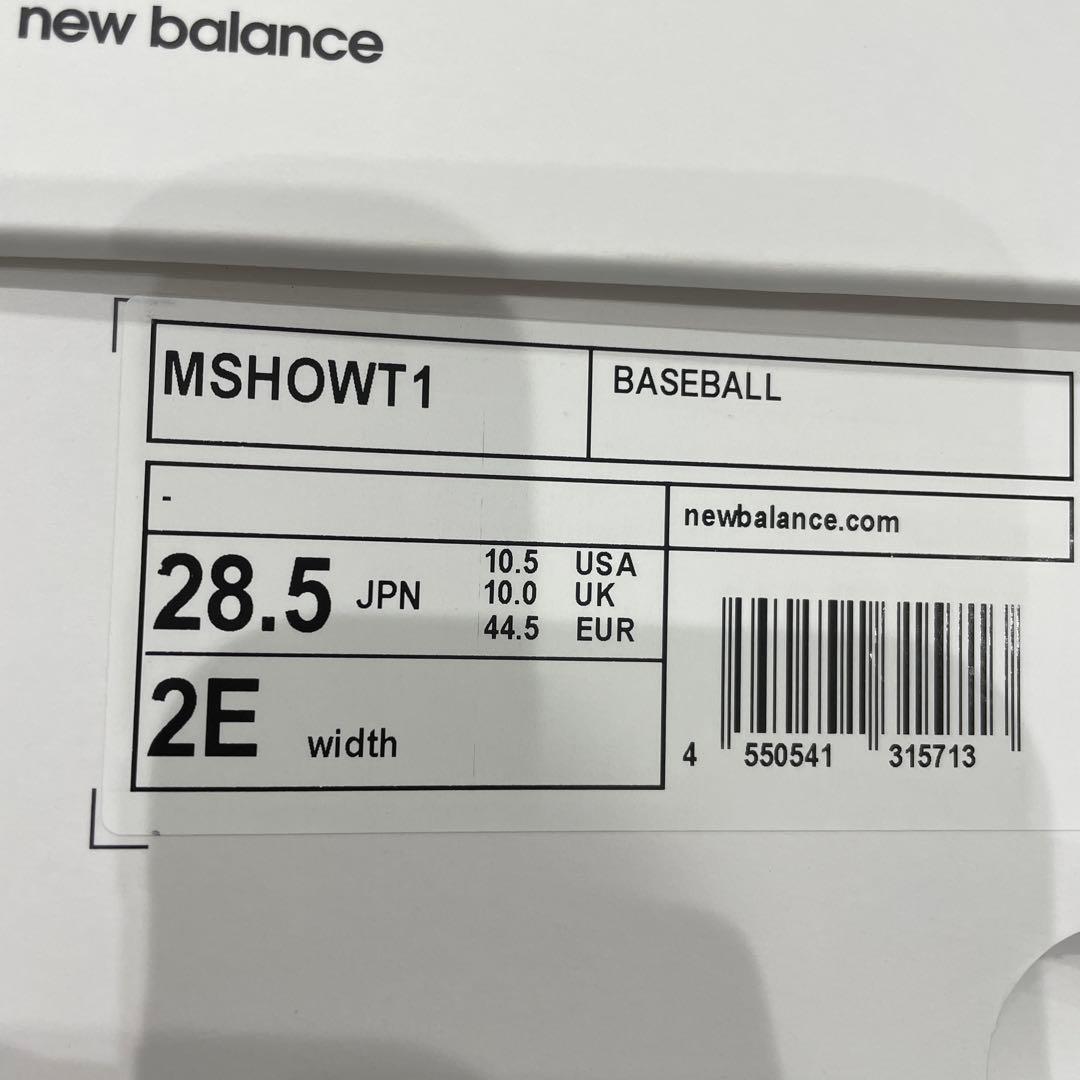 new balance
MSHOWT1
BASEBALL
-
newbalance.com
28.5 JPN
10.5 USA
10.0 UK
44.5 EUR
2E width
4 550541 315713